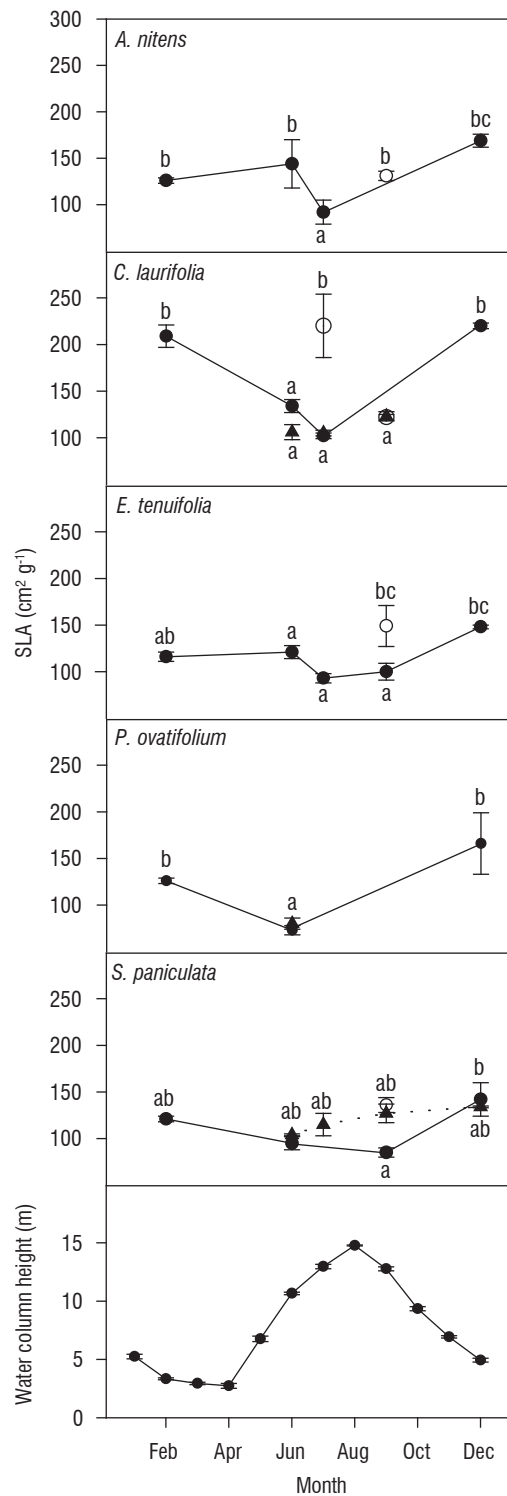 300
A. nitens
250
bc
200
b
b
b
150
100
a
C. laurifolia
b
b
b
250
200
a
150
100
a
a
a
E. tenuifolia
250
SLA (cm² g⁻¹)
200
bc
bc
150
ab
a
100
a
a
P. ovatifolium
250
b
200
b
150
a
100
S. paniculata
250
200
b
ab
ab
ab
ab
150
ab
100
a
Water column height (m)
15
10
5
0
Feb Apr Jun Aug Oct Dec
Month